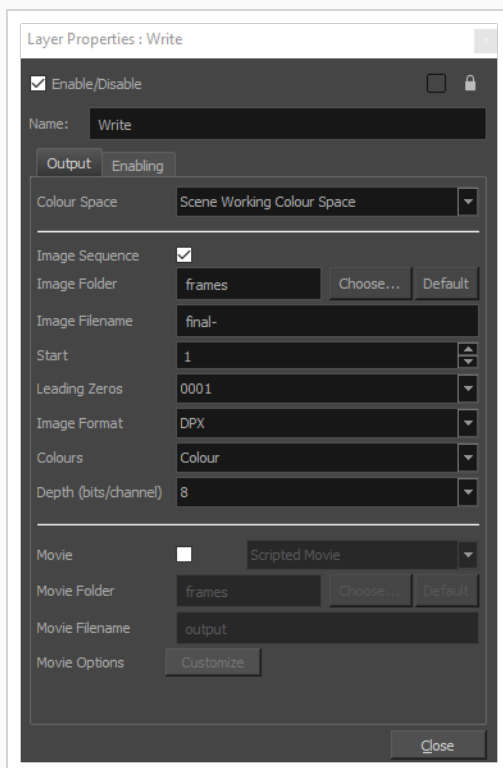 Layer Properties : Write
x
Enable/Disable
Name: Write
Output Enabling
Colour Space Scene Working Colour Space
Image Sequence
Image Folder frames Choose... Default
Image Filename final-
Start 1
Leading Zeros 0001
Image Format DPX
Colours Colour
Depth (bits/channel) 8
Movie Scripted Movie
Movie Folder frames Choose... Default
Movie Filename output
Movie Options Customize
Close